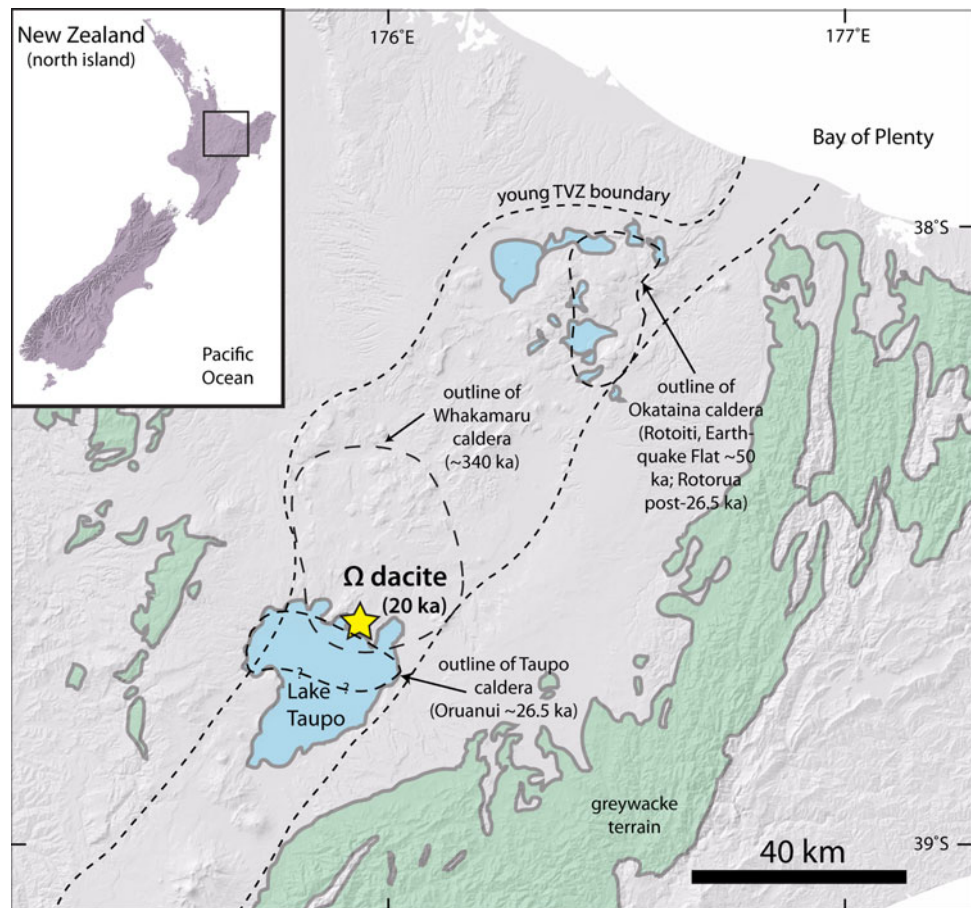 New Zealand
(north island)
Pacific
Ocean
176°E
177°E
Bay of Plenty
young TVZ boundary
38°S
outline of
Whakamaru
caldera
(~340 ka)
outline of
Okataina caldera
(Rotoiti, Earth-
quake Flat ~50
ka; Rotorua
post-26.5 ka)
Ω dacite
(20 ka)
outline of Taupo
caldera
(Oruanui ~26.5 ka)
?
?
Lake
Taupo
greywacke
terrain
39°S
40 km